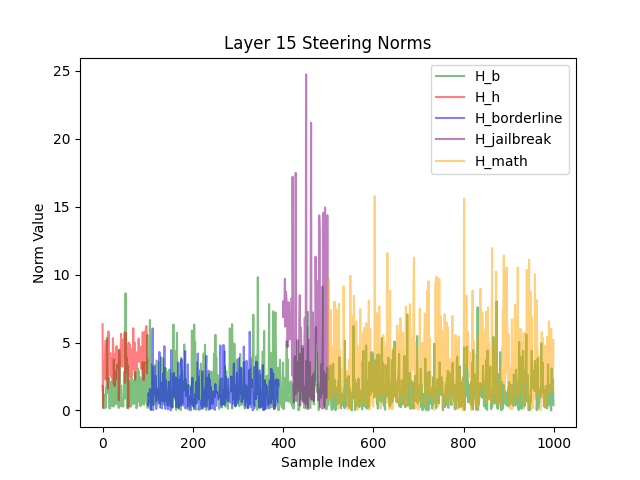 Layer 15 Steering Norms
Norm Value
25
20
15
10
5
0
H_b
H_h
H_borderline
H_jailbreak
H_math
0 200 400 600 800 1000
Sample Index